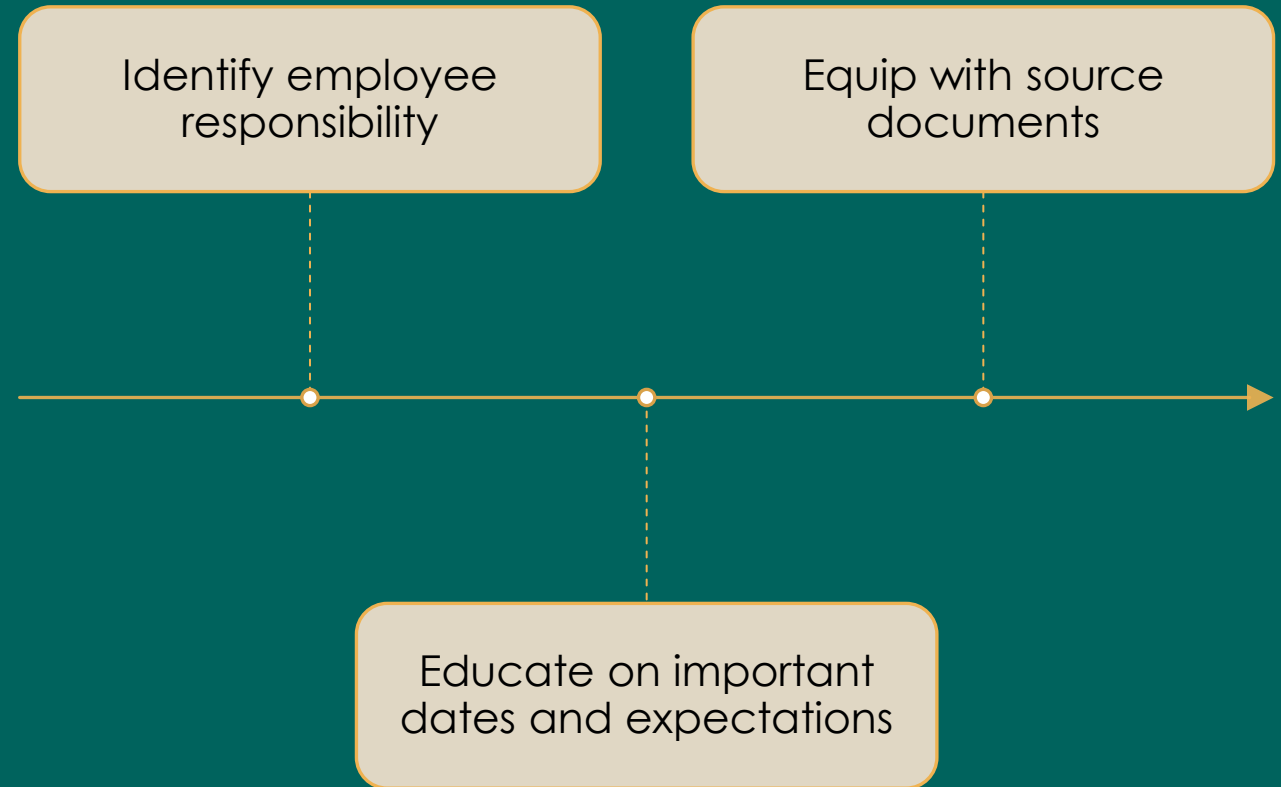 Identify employee
responsibility
Equip with source
documents
Educate on important
dates and expectations